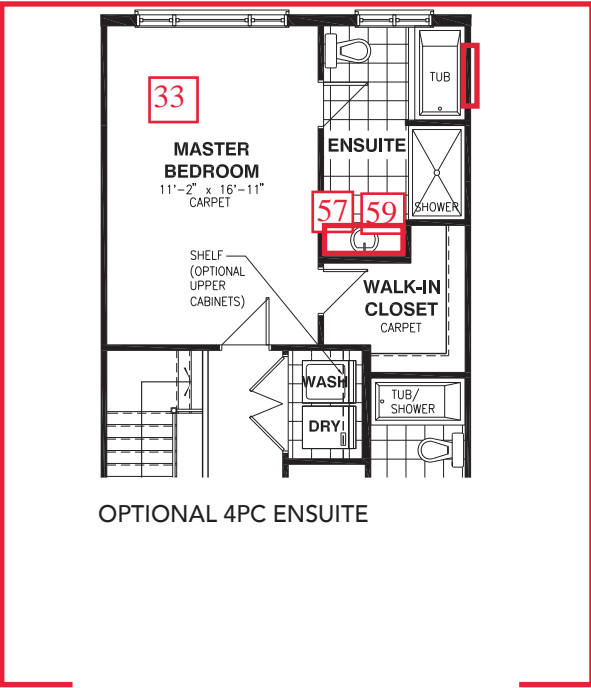 TUB
33
ENSUITE
MASTER
BEDROOM
11'-2" x 16'-11"
CARPET
SHOWER
57
59
SHELF
(OPTIONAL
UPPER
CABINETS)
WALK-IN
CLOSET
CARPET
WASH
TUB/
SHOWER
DRY
OPTIONAL 4PC ENSUITE